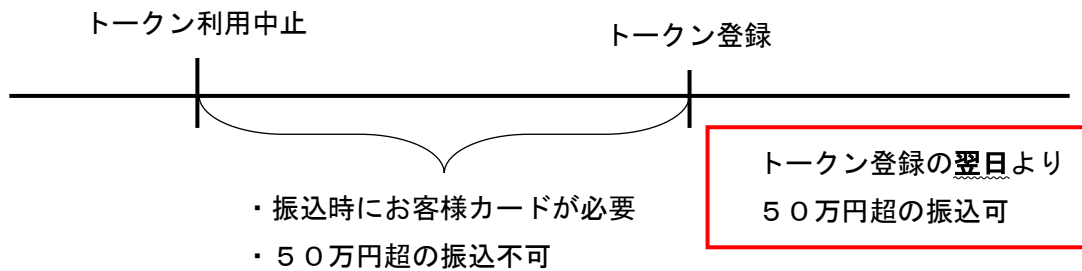 トークン利用中止
トークン登録
トークン登録の翌日より
５０万円超の振込可
・振込時にお客様カードが必要
・５０万円超の振込不可